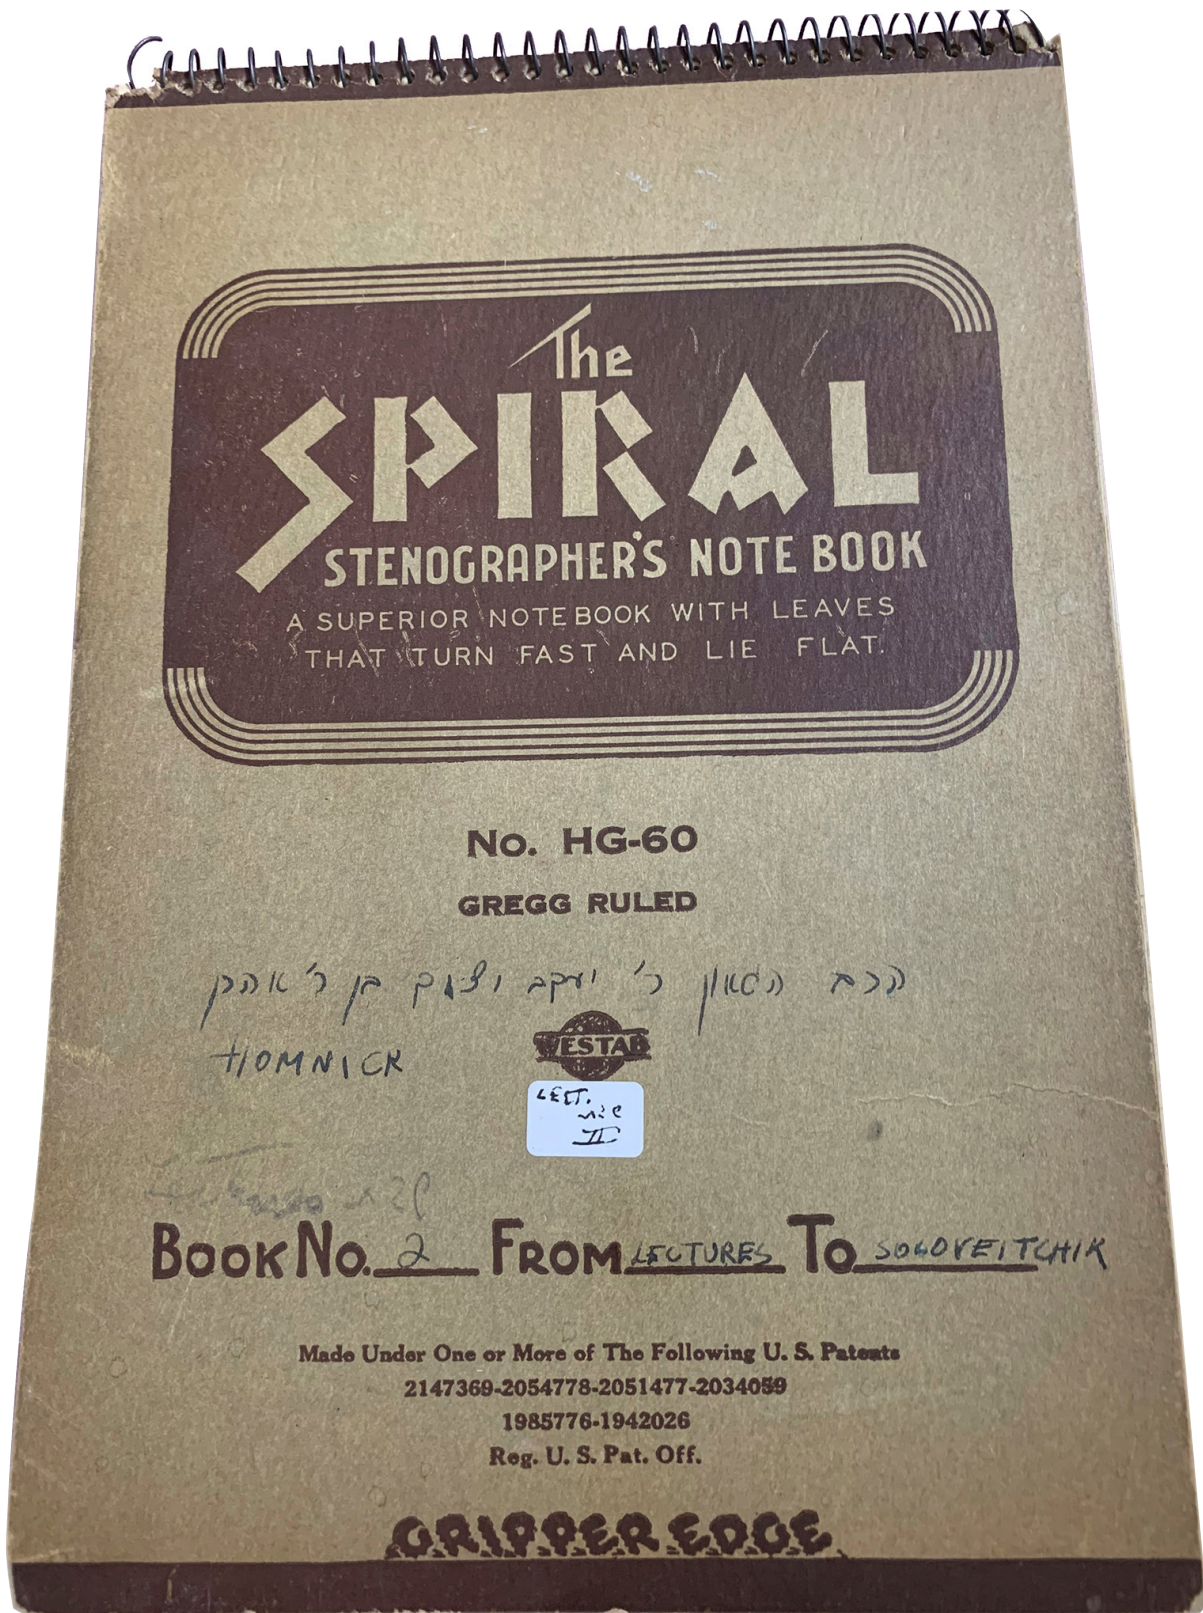 The
SPIRAL
STENOGRAPHER'S NOTE BOOK
A SUPERIOR NOTEBOOK WITH LEAVES
THAT TURN FAST AND LIE FLAT.
No. HG-60
GREGG RULED
הרב הגאון ר' יעקב בן ר' אהרן
WESTAB
HOMNICK
LECT.
II
BOOK No. 2 FROM LECTURES TO SOLOVEITCHIK
Made Under One or More of The Following U. S. Patents
2147369-2054778-2051477-2034059
1985776-1942026
Reg. U. S. Pat. Off.
GRIPPER EDGE